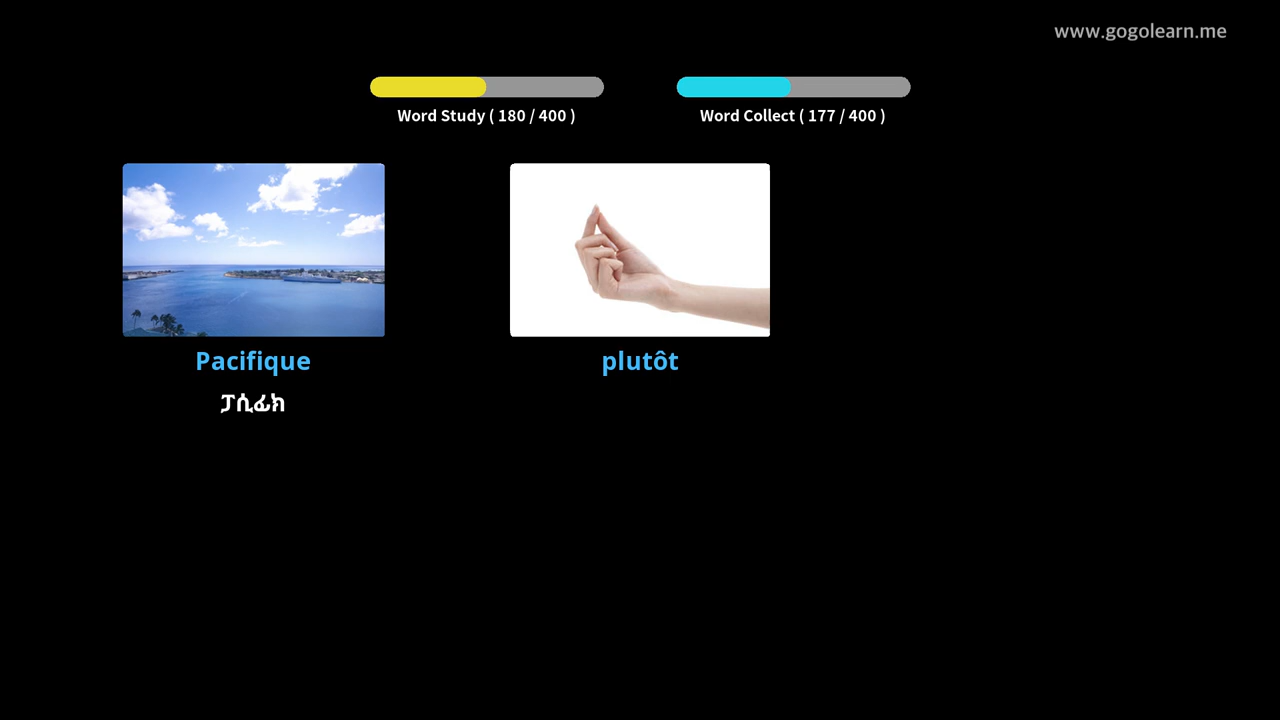 www.gogolearn.me
Word Study ( 180 / 400 )
Word Collect ( 177 / 400 )
Pacifique
plutôt
ፓሲፊክ